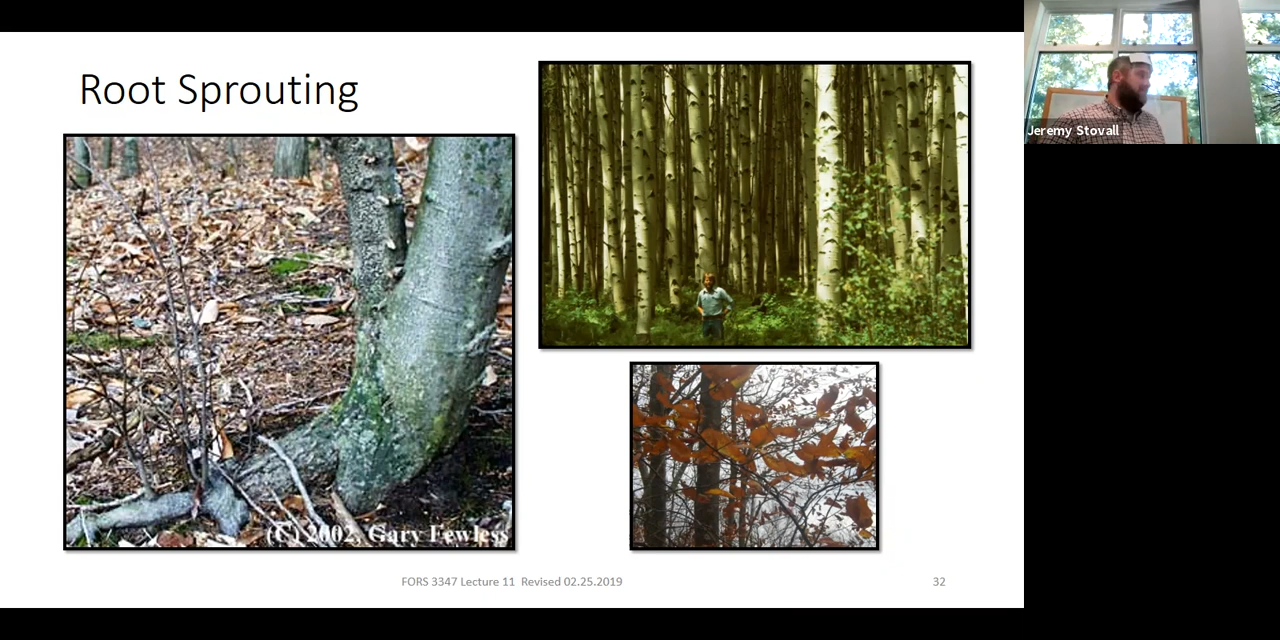 Root Sprouting
Jeremy Stovall
(C) 2002, Gary Fewless
FORS 3347 Lecture 11 Revised 02.25.2019
32